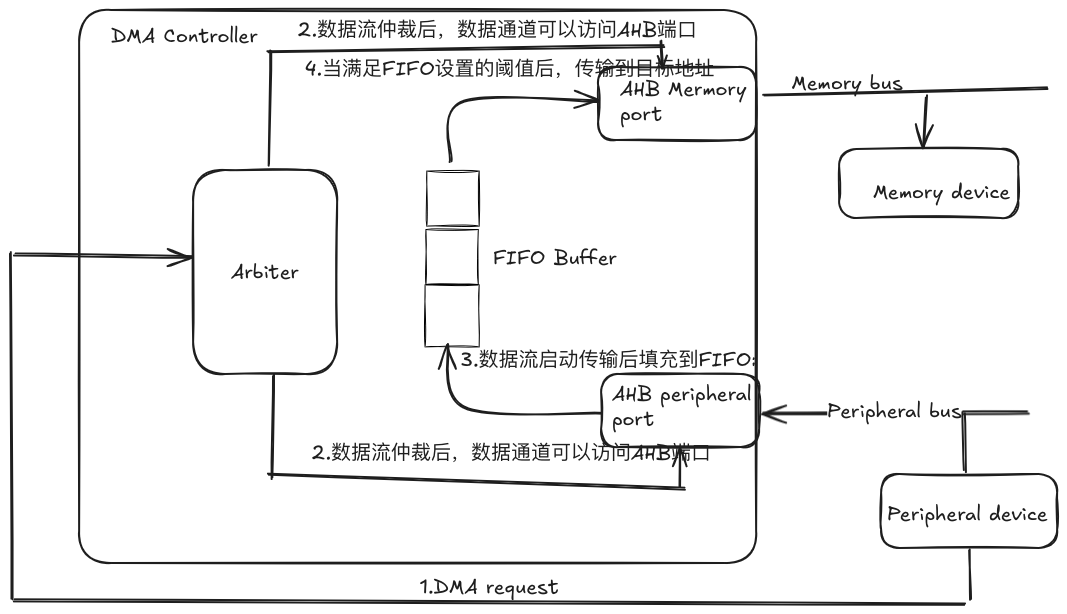 2.数据流仲裁后，数据通道可以访问AHB端口
DMA Controller
4.当满足FIFO设置的阈值后，传输到目标地址
AHB Mermory
port
Memory bus
Memory device
Arbiter
FIFO Buffer
3.数据流启动传输后填充到FIFO:
AHB peripheral
port
Peripheral bus
2.数据流仲裁后，数据通道可以访问AHB端口
Peripheral device
1.DMA request